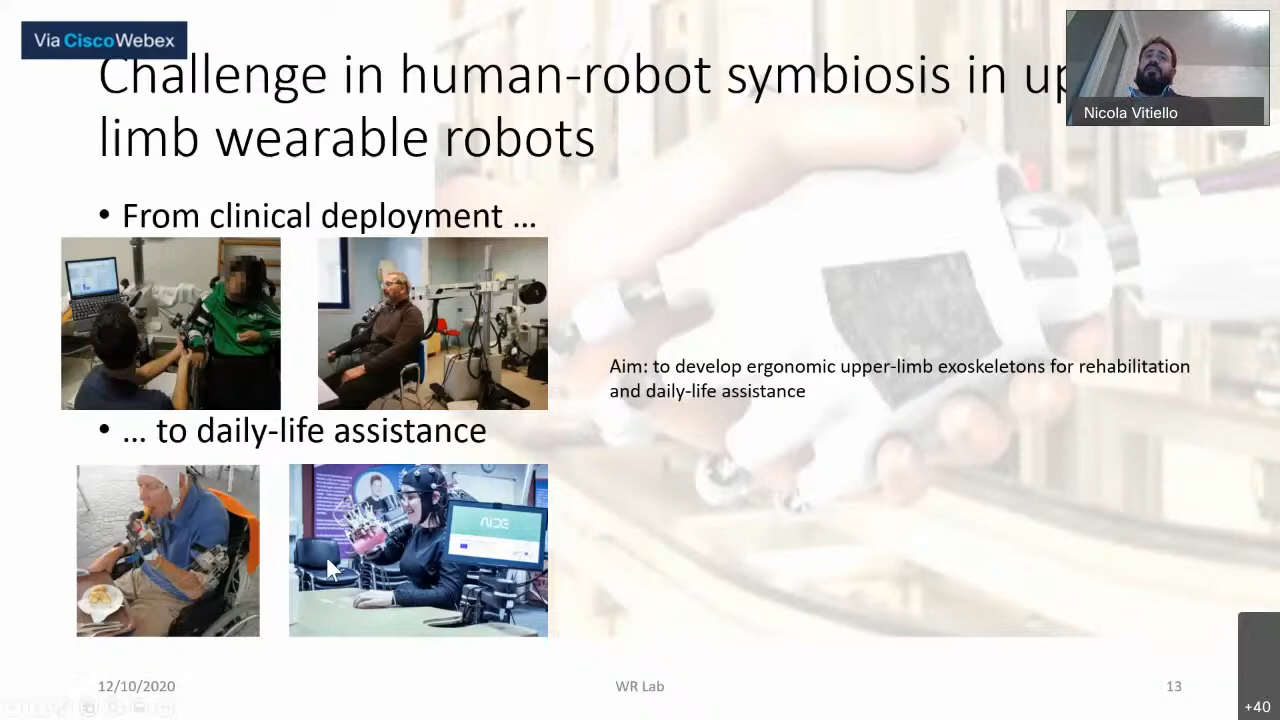 Via Cisco Webex
Challenge in human-robot symbiosis in up
limb wearable robots
Nicola Vitiello
• From clinical deployment ...
Aim: to develop ergonomic upper-limb exoskeletons for rehabilitation
and daily-life assistance
• ... to daily-life assistance
AIDE
12/10/2020
WR Lab
13
+40